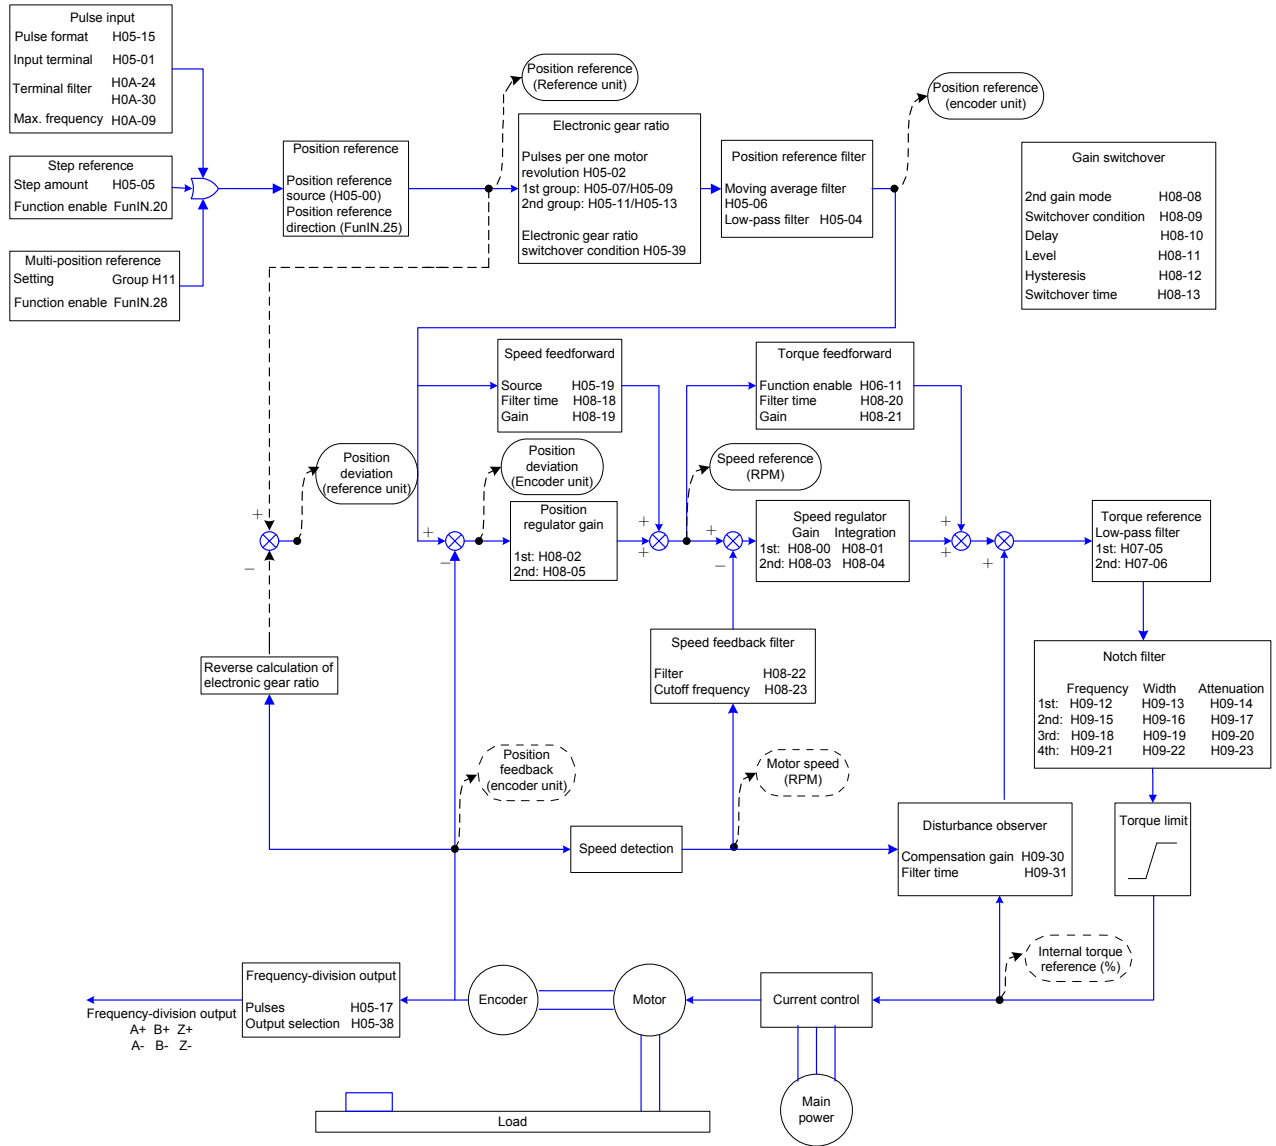 Pulse input
Pulse format H05-15
Input terminal H05-01
Terminal filter H0A-24
H0A-30
Max. frequency H0A-09
Step reference
Step amount H05-05
Function enable FunIN.20
Multi-position reference
Setting Group H11
Function enable FunIN.28
Position reference
Position reference
source (H05-00)
Position reference
direction (FunIN.25)
Position reference
(Reference unit)
Electronic gear ratio
Pulses per one motor
revolution H05-02
1st group: H05-07/H05-09
2nd group: H05-11/H05-13
Electronic gear ratio
switchover condition H05-39
Position reference filter
Moving average filter
H05-06
Low-pass filter H05-04
Position reference
(encoder unit)
Gain switchover
2nd gain mode H08-08
Switchover condition H08-09
Delay H08-10
Level H08-11
Hysteresis H08-12
Switchover time H08-13
Speed feedforward
Source H05-19
Filter time H08-18
Gain H08-19
Torque feedforward
Function enable H06-11
Filter time H08-20
Gain H08-21
Position
deviation
(reference unit)
Position
deviation
(Encoder unit)
Speed reference
(RPM)
+
−
+
−
Position
regulator gain
1st: H08-02
2nd: H08-05
+
+
+
−
Speed regulator
Gain Integration
1st: H08-00 H08-01
2nd: H08-03 H08-04
+
+
+
Torque reference
Low-pass filter
1st: H07-05
2nd: H07-06
Reverse calculation of
electronic gear ratio
Speed feedback filter
Filter H08-22
Cutoff frequency H08-23
Notch filter
Frequency Width Attenuation
1st: H09-12 H09-13 H09-14
2nd: H09-15 H09-16 H09-17
3rd: H09-18 H09-19 H09-20
4th: H09-21 H09-22 H09-23
Position
feedback
(encoder unit)
Motor speed
(RPM)
Speed detection
Disturbance observer
Compensation gain H09-30
Filter time H09-31
Torque limit
Internal torque
reference (%)
Frequency-division output
Pulses H05-17
Output selection H05-38
Encoder
Motor
Current control
Frequency-division output
A+ B+ Z+
A- B- Z-
Main
power
Load